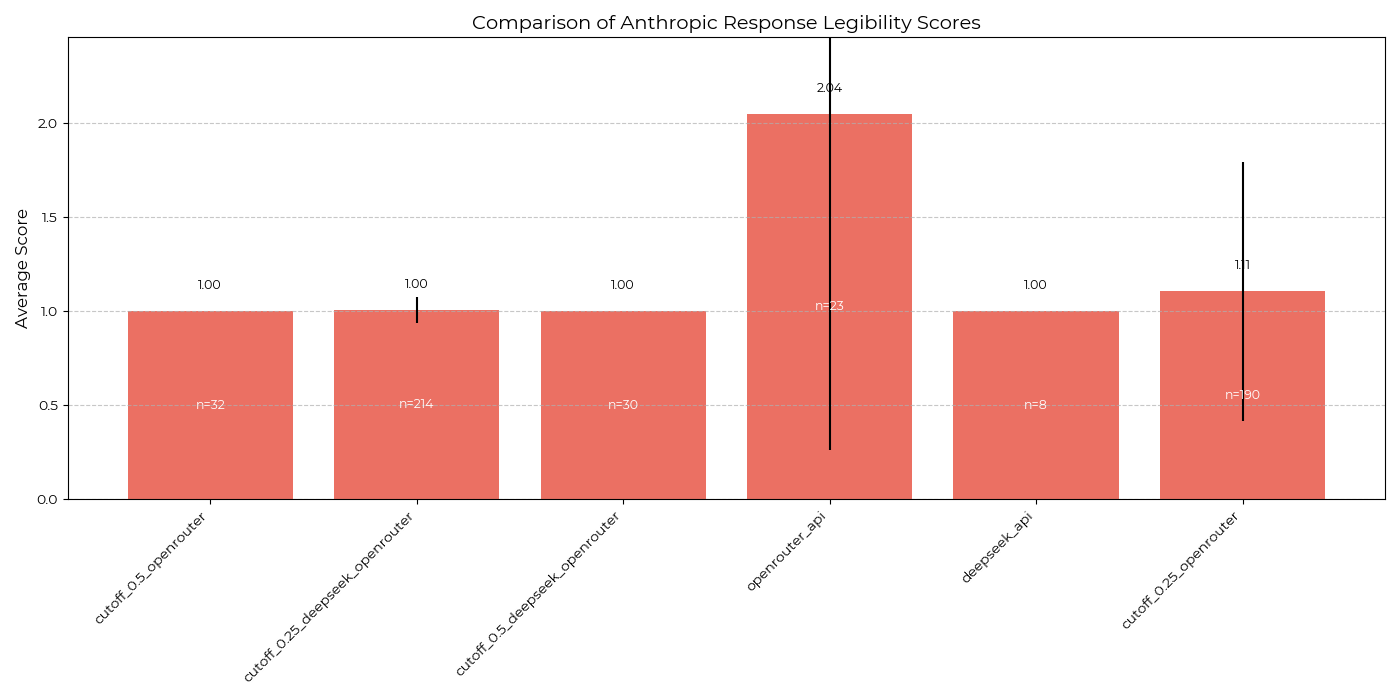 Comparison of Anthropic Response Legibility Scores
Average Score
2.0
1.5
1.0
0.5
0.0
1.00
1.00
1.00
2.04
1.00
1.11
n=32
n=214
n=30
n=23
n=8
n=190
cutoff_0.5_openrouter
cutoff_0.25_deepseek_openrouter
cutoff_0.5_deepseek_openrouter
openrouter_api
deepseek_api
cutoff_0.25_openrouter